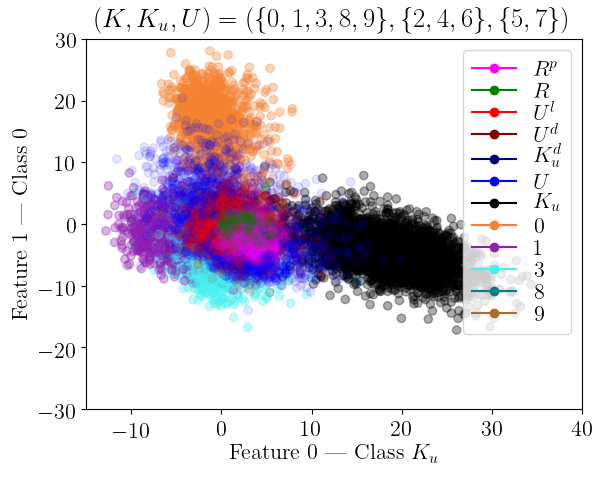 (K, K_u, U) = ({0, 1, 3, 8, 9}, {2, 4, 6}, {5, 7})
30
20
10
0
−10
−20
−30
Feature 1 — Class 0
R^p
R
U^l
U^d
K_u^d
U
K_u
0
1
3
8
9
−10
0
10
20
30
40
Feature 0 — Class K_u